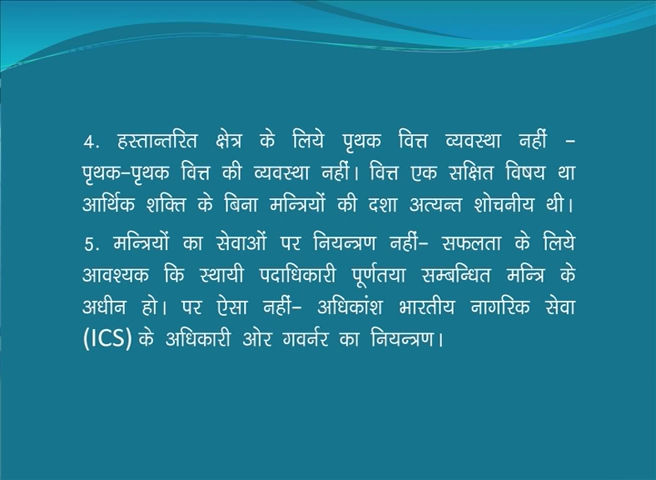 4. हस्तान्तरित क्षेत्र के लिये पृथक वित्त व्यवस्था नहीं –
पृथक–पृथक वित्त की व्यवस्था नहीं। वित्त एक सक्षित विषय था
आर्थिक शक्ति के बिना मन्त्रियों की दशा अत्यन्त शोचनीय थी।
5. मन्त्रियों का सेवाओं पर नियन्त्रण नहीं– सफलता के लिये
आवश्यक कि स्थायी पदाधिकारी पूर्णतया सम्बन्धित मन्त्रि के
अधीन हो। पर ऐसा नहीं– अधिकांश भारतीय नागरिक सेवा
(ICS) के अधिकारी ओर गवर्नर का नियन्त्रण।